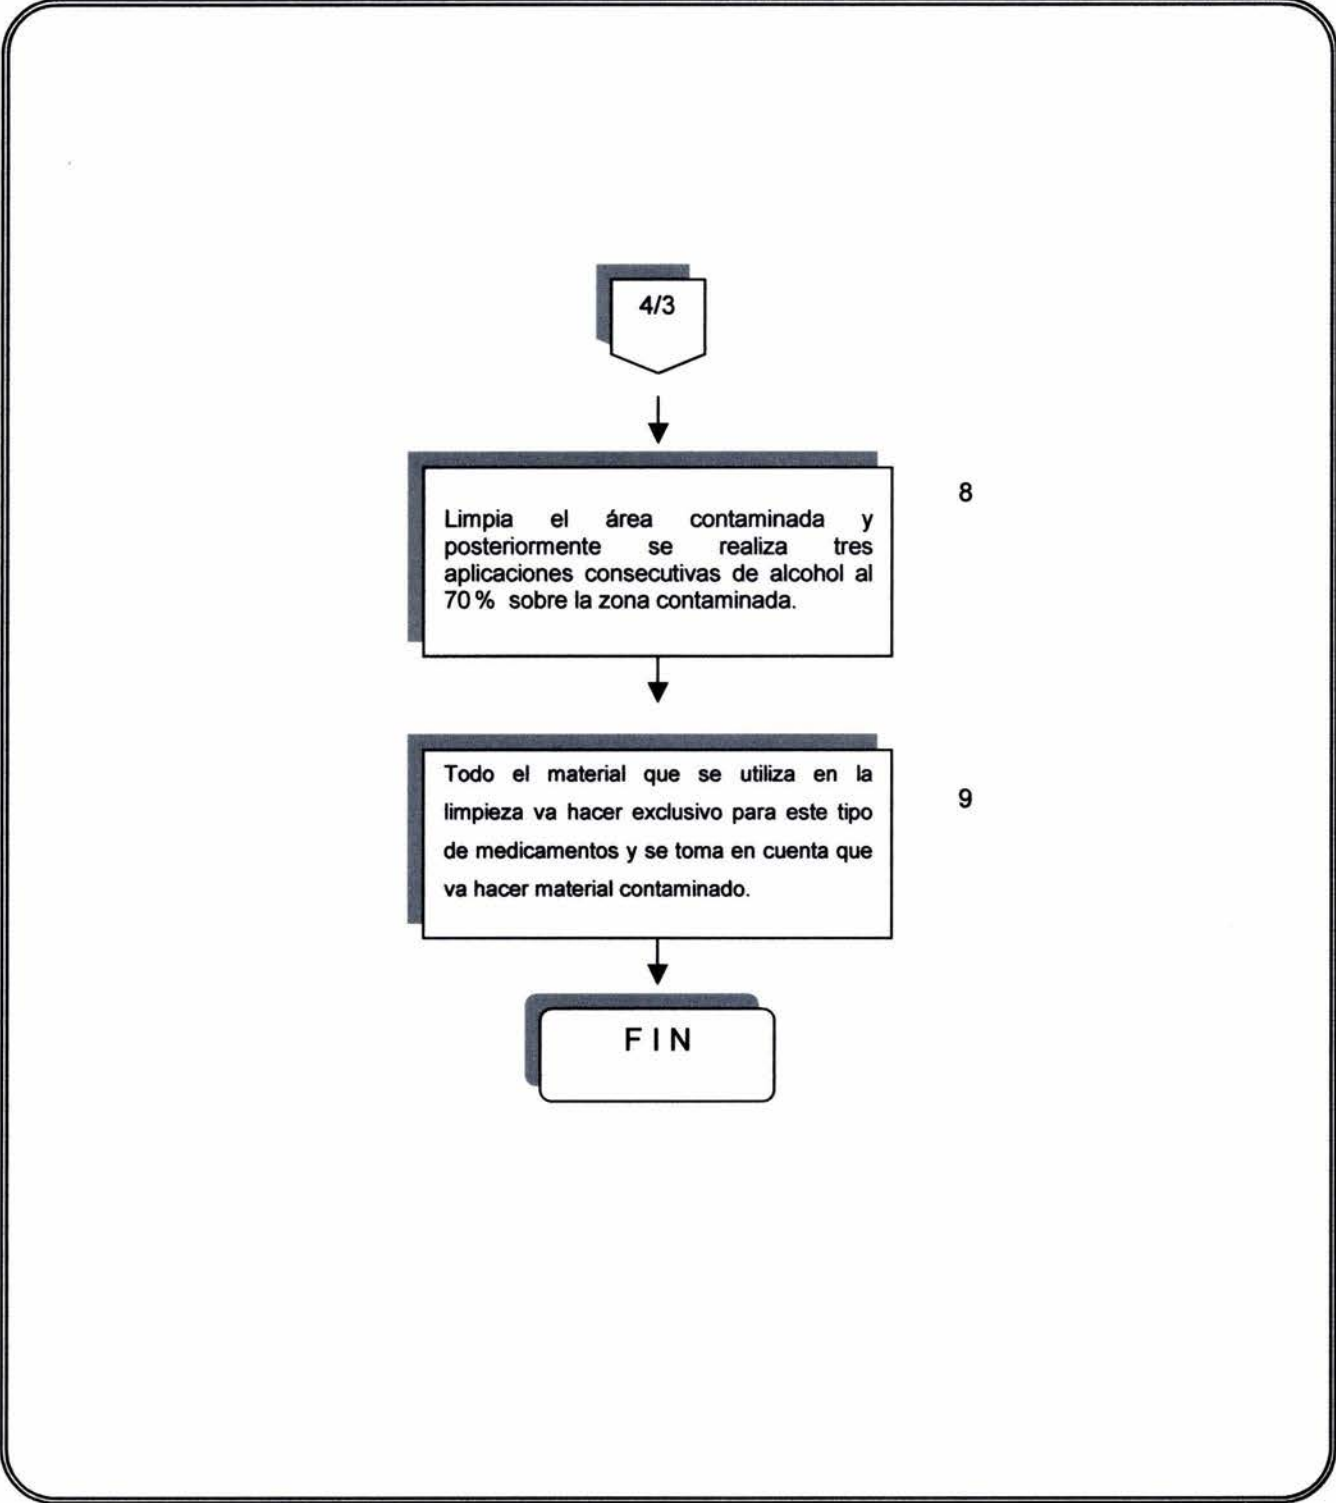 4/3
8
Limpia el área contaminada y
posteriormente se realiza tres
aplicaciones consecutivas de alcohol al
70 % sobre la zona contaminada.
Todo el material que se utiliza en la
9
limpieza va hacer exclusivo para este tipo
de medicamentos y se toma en cuenta que
va hacer material contaminado.
F I N